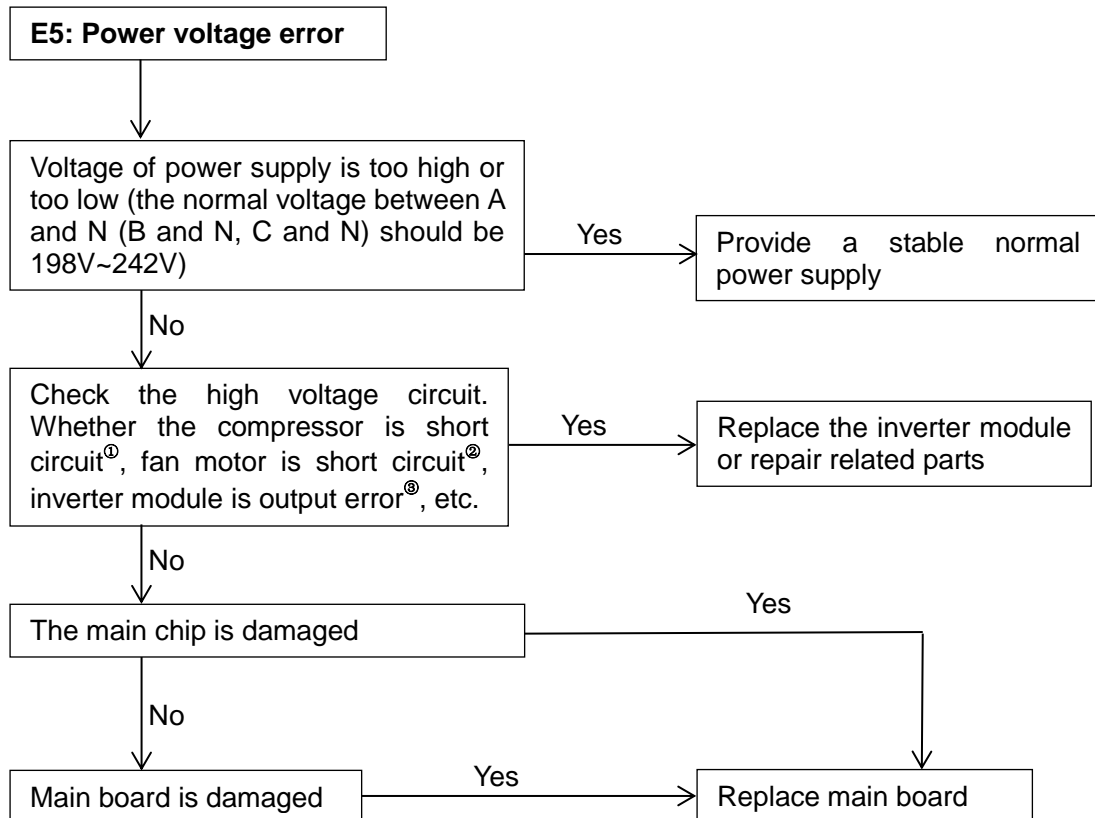 E5: Power voltage error
Voltage of power supply is too high or
too low (the normal voltage between A
and N (B and N, C and N) should be
198V~242V)
Yes
Provide a stable normal
power supply
No
Check the high voltage circuit.
Whether the compressor is short
circuit①, fan motor is short circuit②,
inverter module is output error③, etc.
Yes
Replace the inverter module
or repair related parts
No
The main chip is damaged
Yes
No
Main board is damaged
Yes
Replace main board